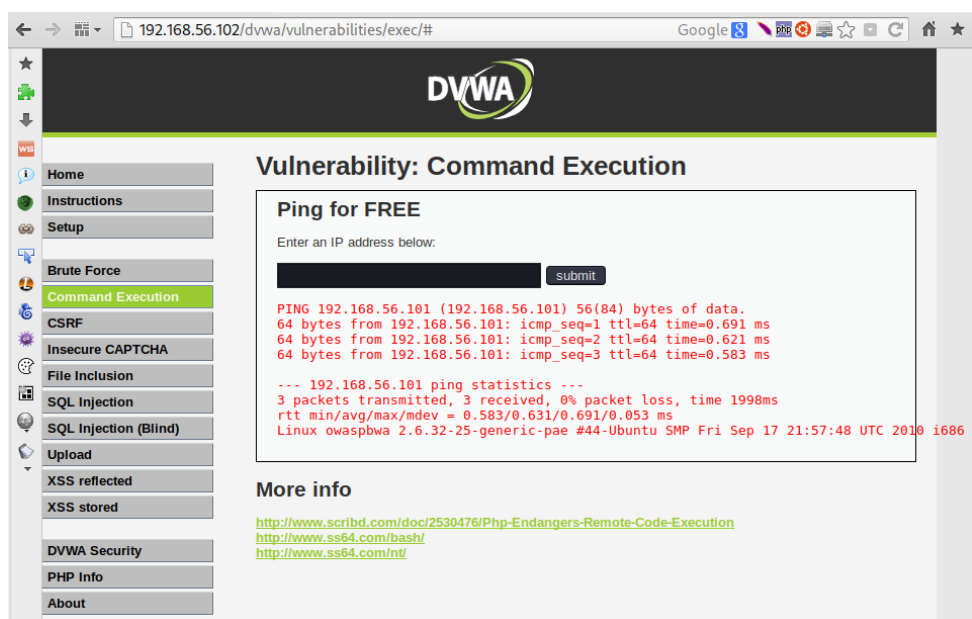 192.168.56.102/dvwa/vulnerabilities/exec/#
Google
8
php
DVWA
WS
Home
Instructions
Setup
Brute Force
Command Execution
CSRF
Insecure CAPTCHA
File Inclusion
SQL Injection
SQL Injection (Blind)
Upload
XSS reflected
XSS stored
DVWA Security
PHP Info
About
Vulnerability: Command Execution
Ping for FREE
Enter an IP address below:
submit
PING 192.168.56.101 (192.168.56.101) 56(84) bytes of data.
64 bytes from 192.168.56.101: icmp_seq=1 ttl=64 time=0.691 ms
64 bytes from 192.168.56.101: icmp_seq=2 ttl=64 time=0.621 ms
64 bytes from 192.168.56.101: icmp_seq=3 ttl=64 time=0.583 ms
--- 192.168.56.101 ping statistics ---
3 packets transmitted, 3 received, 0% packet loss, time 1998ms
rtt min/avg/max/mdev = 0.583/0.631/0.691/0.053 ms
Linux owaspbwa 2.6.32-25-generic-pae #44-Ubuntu SMP Fri Sep 17 21:57:48 UTC 2010 i686
More info
http://www.scribd.com/doc/2530476/Php-Endangers-Remote-Code-Execution
http://www.ss64.com/bash/
http://www.ss64.com/nt/